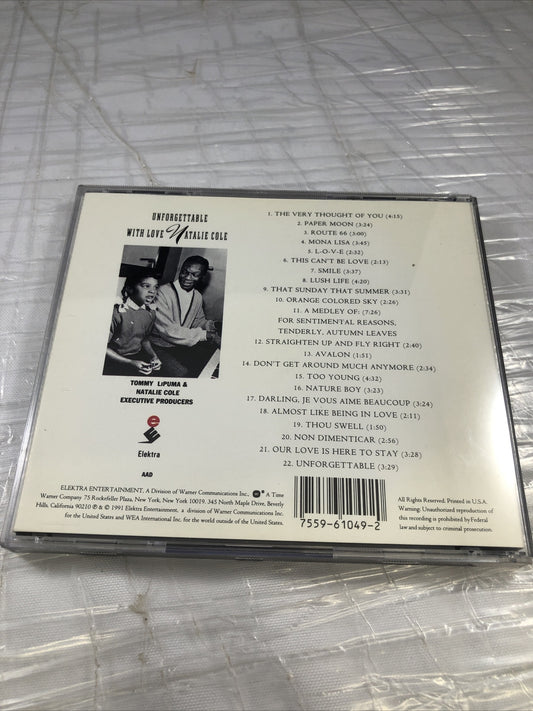 UNFORGETTABLE
WITH LOVE NATALIE COLE
TOMMY LiPUMA &
NATALIE COLE
EXECUTIVE PRODUCERS
Elektra
AAD
1. THE VERY THOUGHT OF YOU (4:15)
2. PAPER MOON (3:24)
3. ROUTE 66 (3:00)
4. MONA LISA (3:45)
5. L-O-V-E (2:32)
6. THIS CAN'T BE LOVE (2:13)
7. SMILE (3:37)
8. LUSH LIFE (4:20)
9. THAT SUNDAY THAT SUMMER (3:31)
10. ORANGE COLORED SKY (2:26)
11. A MEDLEY OF: (7:26)
FOR SENTIMENTAL REASONS,
TENDERLY, AUTUMN LEAVES
12. STRAIGHTEN UP AND FLY RIGHT (2:40)
13. AVALON (1:51)
14. DON'T GET AROUND MUCH ANYMORE (2:34)
15. TOO YOUNG (4:32)
16. NATURE BOY (3:24)
17. DARLING, JE VOUS AIME BEAUCOUP (3:24)
18. ALMOST LIKE BEING IN LOVE (2:11)
19. THOU SWELL (1:50)
20. NON DIMENTICAR (2:56)
21. OUR LOVE IS HERE TO STAY (3:28)
22. UNFORGETTABLE (3:29)
ELEKTRA ENTERTAINMENT, A Division of Warner Communications Inc., A Time
Warner Company 75 Rockefeller Plaza, New York, New York 10019. 345 North Maple Drive, Beverly
Hills, California 90210 ℗ & © 1991 Elektra Entertainment, a division of Warner Communications Inc.
for the United States and WEA International Inc. for the world outside of the United States.
7559-61049-2
All Rights Reserved. Printed in U.S.A.
Warning: Unauthorized reproduction of
this recording is prohibited by Federal
law and subject to criminal prosecution.